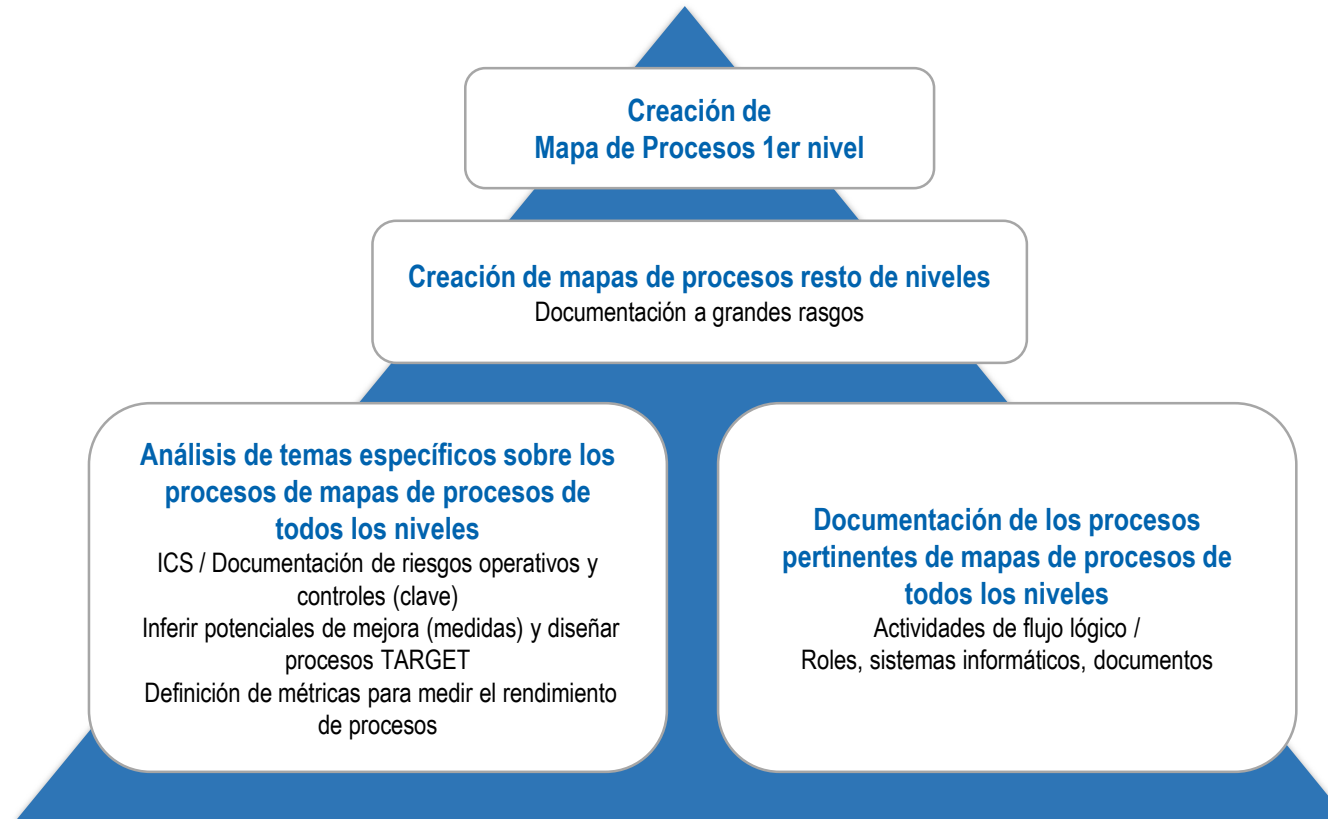 Creación de
Mapa de Procesos 1er nivel
Creación de mapas de procesos resto de niveles
Documentación a grandes rasgos
Análisis de temas específicos sobre los
procesos de mapas de procesos de
todos los niveles
ICS / Documentación de riesgos operativos y
controles (clave)
Inferir potenciales de mejora (medidas) y diseñar
procesos TARGET
Definición de métricas para medir el rendimiento
de procesos
Documentación de los procesos
pertinentes de mapas de procesos de
todos los niveles
Actividades de flujo lógico /
Roles, sistemas informáticos, documentos